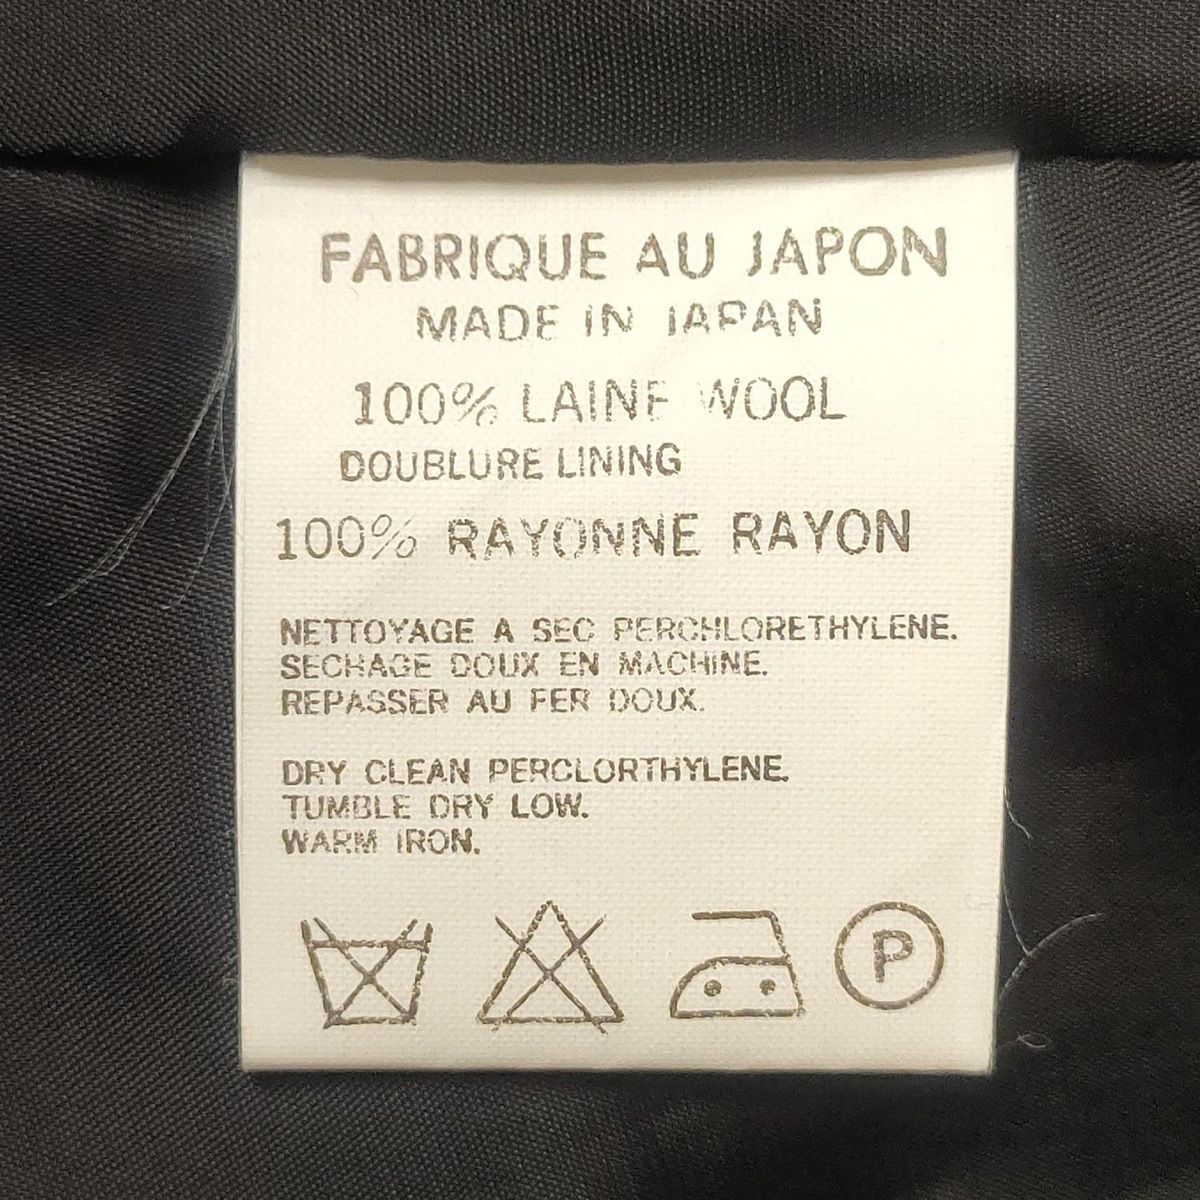 FABRIQUE AU JAPON
MADE IN JAPAN
100% LAINE WOOL
DOUBLURE LINING
100% RAYONNE RAYON
NETTOYAGE A SEC PERCHLORETHYLENE.
SECHAGE DOUX EN MACHINE.
REPASSER AU FER DOUX.
DRY CLEAN PERCLORTHYLENE.
TUMBLE DRY LOW.
WARM IRON.
P